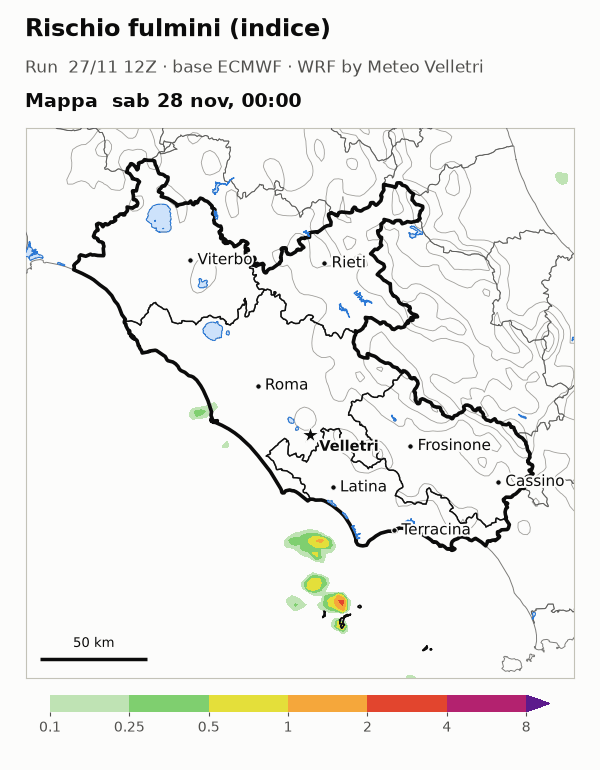 Rischio fulmini (indice)
Run  27/11 12Z · base ECMWF · WRF by Meteo Velletri
Mappa  sab 28 nov, 00:00
Viterbo
Rieti
Roma
Velletri
Frosinone
Latina
Cassino
Terracina
50 km
0.1 0.25 0.5 1 2 4 8